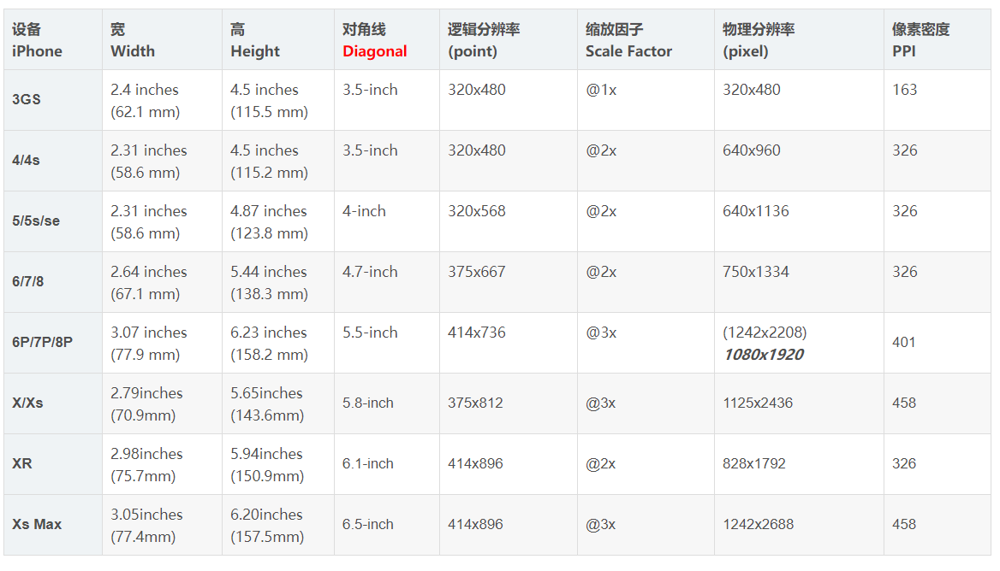 设备 宽 高 对角线 逻辑分辨率 缩放因子 物理分辨率 像素密度
iPhone Width Height Diagonal (point) Scale Factor (pixel) PPI
3GS 2.4 inches 4.5 inches 3.5-inch 320x480 @1x 320x480 163
(62.1 mm) (115.5 mm)
4/4s 2.31 inches 4.5 inches 3.5-inch 320x480 @2x 640x960 326
(58.6 mm) (115.2 mm)
5/5s/se 2.31 inches 4.87 inches 4-inch 320x568 @2x 640x1136 326
(58.6 mm) (123.8 mm)
6/7/8 2.64 inches 5.44 inches 4.7-inch 375x667 @2x 750x1334 326
(67.1 mm) (138.3 mm)
6P/7P/8P 3.07 inches 6.23 inches 5.5-inch 414x736 @3x (1242x2208) 401
(77.9 mm) (158.2 mm) 1080x1920
X/Xs 2.79inches 5.65inches 5.8-inch 375x812 @3x 1125x2436 458
(70.9mm) (143.6mm)
XR 2.98inches 5.94inches 6.1-inch 414x896 @2x 828x1792 326
(75.7mm) (150.9mm)
Xs Max 3.05inches 6.20inches 6.5-inch 414x896 @3x 1242x2688 458
(77.4mm) (157.5mm)